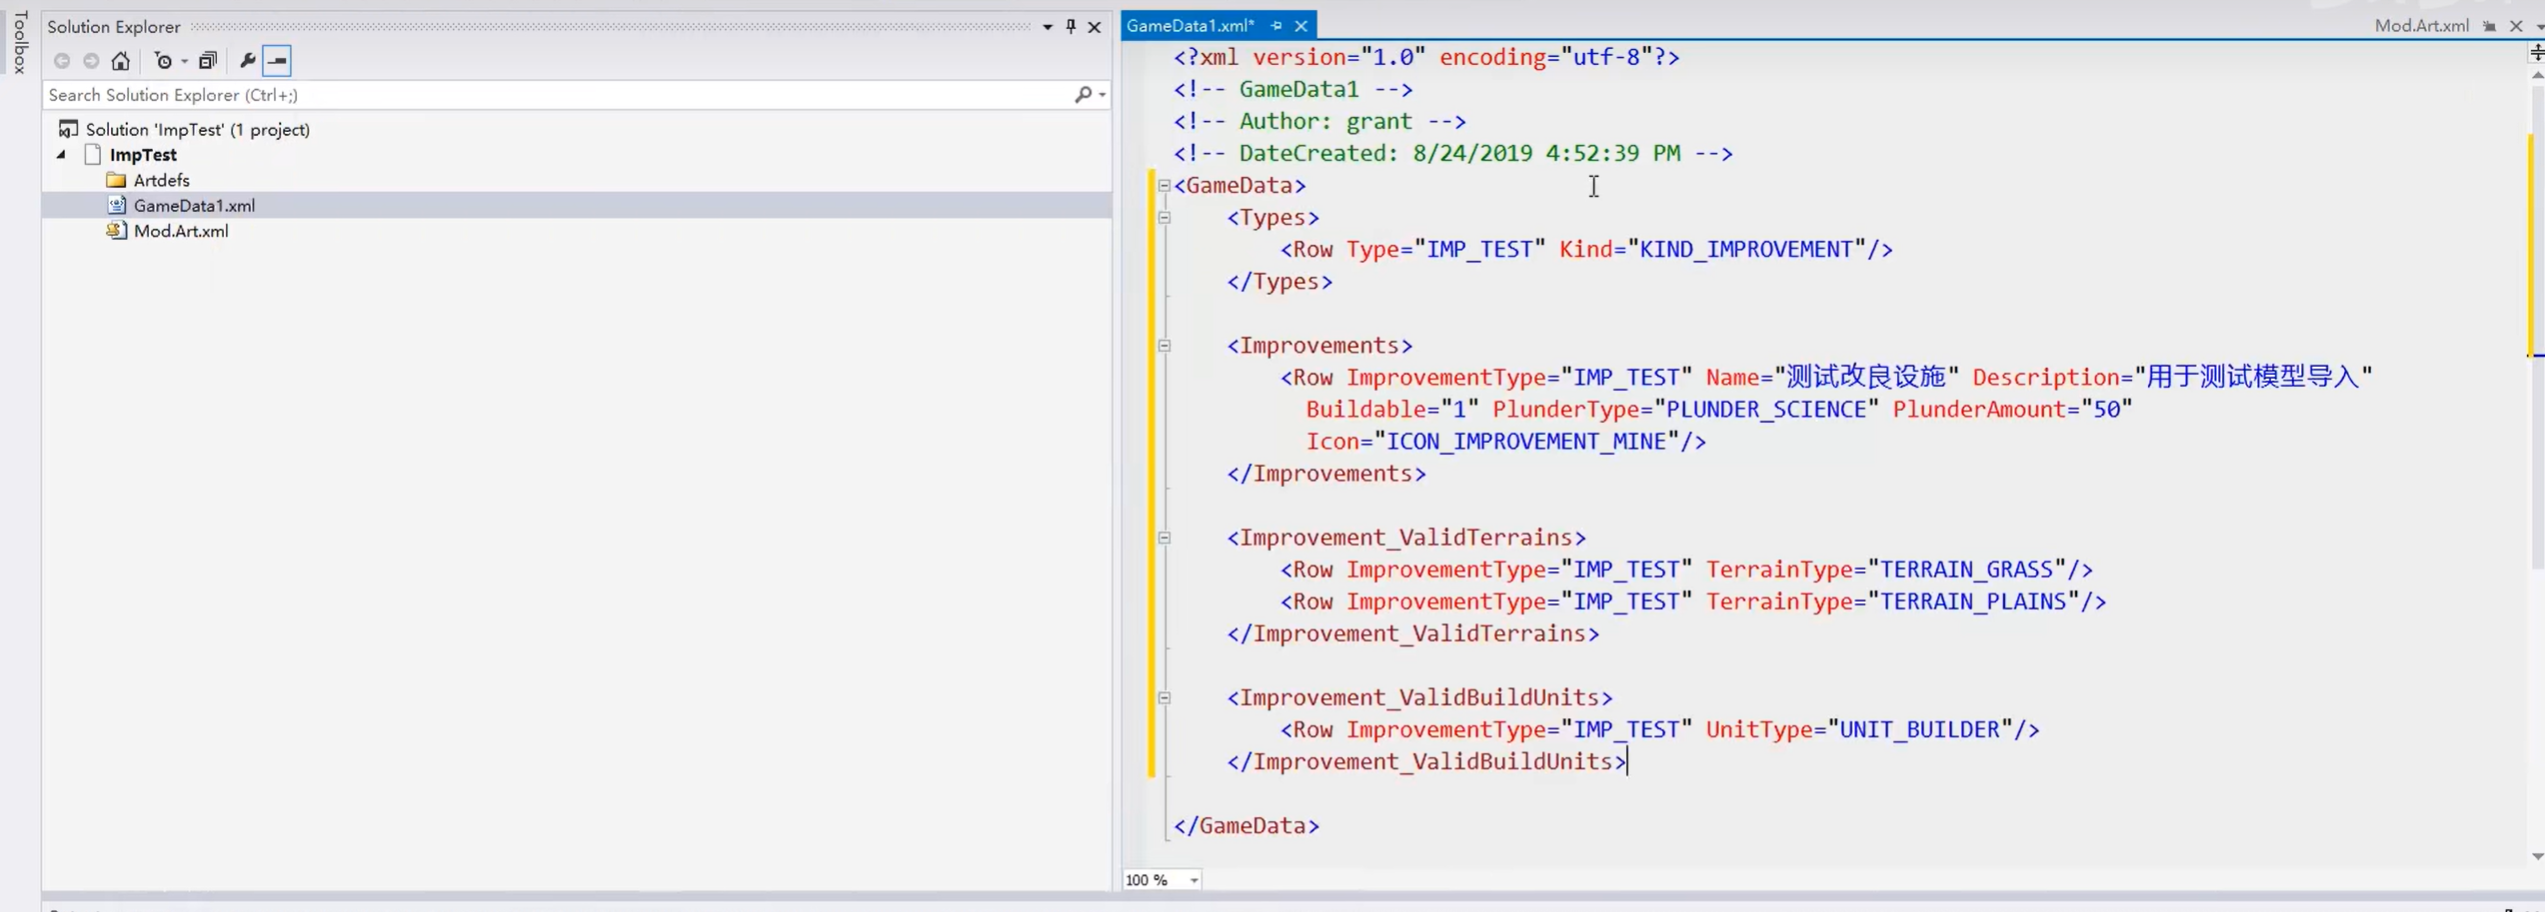 Toolbox
Solution Explorer
Search Solution Explorer (Ctrl+;)
Solution 'ImpTest' (1 project)
ImpTest
Artdefs
GameData1.xml
Mod.Art.xml
GameData1.xml*
Mod.Art.xml
<?xml version="1.0" encoding="utf-8"?>
<!-- GameData1 -->
<!-- Author: grant -->
<!-- DateCreated: 8/24/2019 4:52:39 PM -->
<GameData>
<Types>
<Row Type="IMP_TEST" Kind="KIND_IMPROVEMENT"/>
</Types>
<Improvements>
<Row ImprovementType="IMP_TEST" Name="测试改良设施" Description="用于测试模型导入"
Buildable="1" PlunderType="PLUNDER_SCIENCE" PlunderAmount="50"
Icon="ICON_IMPROVEMENT_MINE"/>
</Improvements>
<Improvement_ValidTerrains>
<Row ImprovementType="IMP_TEST" TerrainType="TERRAIN_GRASS"/>
<Row ImprovementType="IMP_TEST" TerrainType="TERRAIN_PLAINS"/>
</Improvement_ValidTerrains>
<Improvement_ValidBuildUnits>
<Row ImprovementType="IMP_TEST" UnitType="UNIT_BUILDER"/>
</Improvement_ValidBuildUnits>
</GameData>
100 %